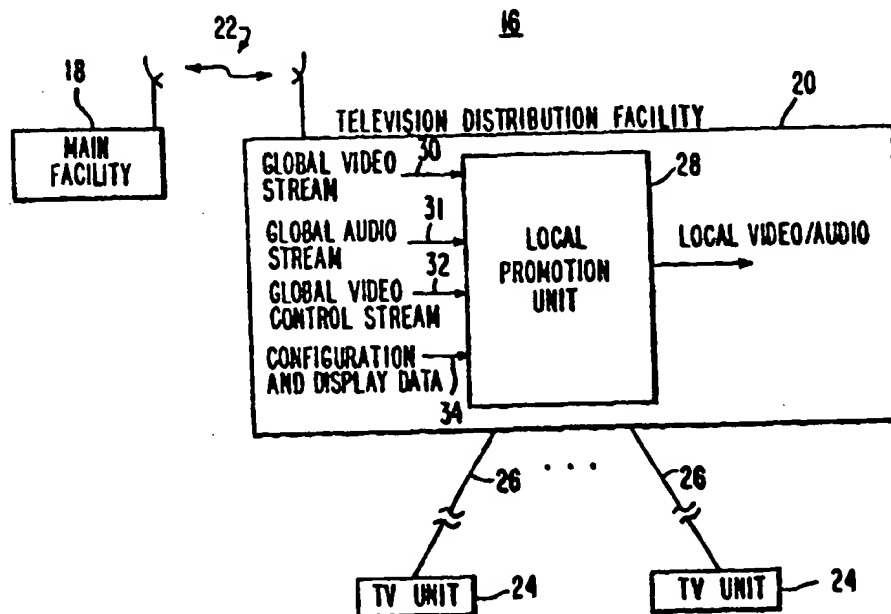 16
22
18
MAIN
FACILITY
TELEVISION DISTRIBUTION FACILITY
20
GLOBAL VIDEO
STREAM
30
GLOBAL AUDIO
STREAM
31
GLOBAL VIDEO
CONTROL STREAM
32
CONFIGURATION
AND DISPLAY DATA
34
LOCAL
PROMOTION
UNIT
28
LOCAL VIDEO/AUDIO
26
26
TV UNIT
24
TV UNIT
24